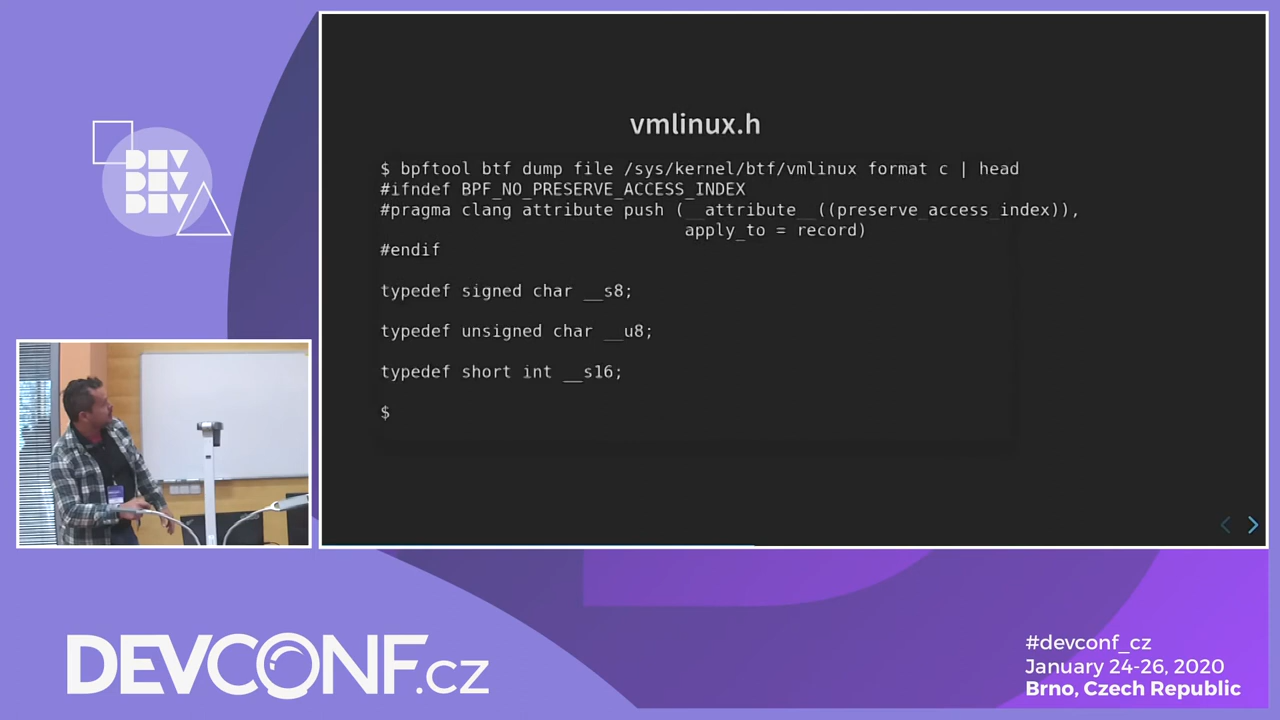 DEV
DEV
DEV
vmlinux.h
$ bpftool btf dump file /sys/kernel/btf/vmlinux format c | head
#ifndef BPF_NO_PRESERVE_ACCESS_INDEX
#pragma clang attribute push (__attribute__((preserve_access_index)),
apply_to = record)
#endif
typedef signed char __s8;
typedef unsigned char __u8;
typedef short int __s16;
$
DEVCONF.cz
#devconf_cz
January 24-26, 2020
Brno, Czech Republic